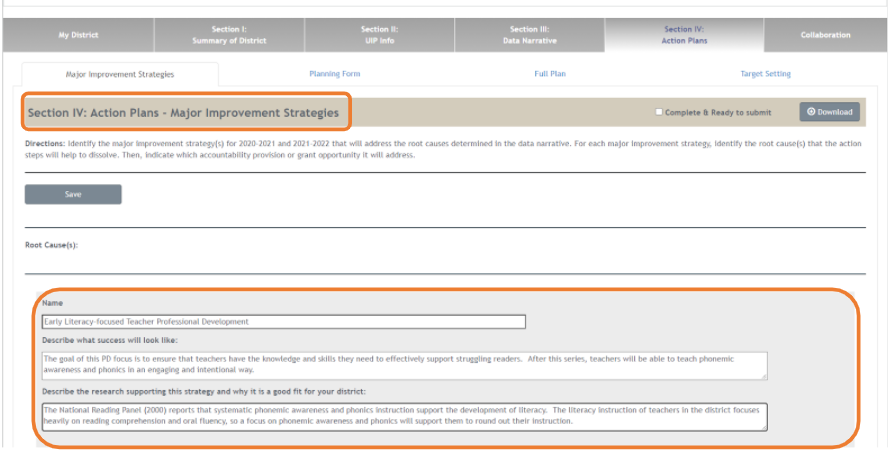 My District
Section I:
Summary of District
Section II:
UIP Info
Section III:
Data Narrative
Section IV:
Action Plans
Collaboration
Major Improvement Strategies
Planning Form
Full Plan
Target Setting
Section IV: Action Plans - Major Improvement Strategies
Complete & Ready to submit
Download
Directions: Identify the major improvement strategy(s) for 2020-2021 and 2021-2022 that will address the root causes determined in the data narrative. For each major improvement strategy, identify the root cause(s) that the action
steps will help to dissolve. Then, indicate which accountability provision or grant opportunity it will address.
Save
Root Cause(s):
Name
Early Literacy-focused Teacher Professional Development
Describe what success will look like:
The goal of this PD focus is to ensure that teachers have the knowledge and skills they need to effectively support struggling readers. After this series, teachers will be able to teach phonemic
awareness and phonics in an engaging and intentional way.
Describe the research supporting this strategy and why it is a good fit for your district:
The National Reading Panel (2000) reports that systematic phonemic awareness and phonics instruction support the development of literacy. The literacy instruction of teachers in the district focuses
heavily on reading comprehension and oral fluency, so a focus on phonemic awareness and phonics will support them to round out their instruction.